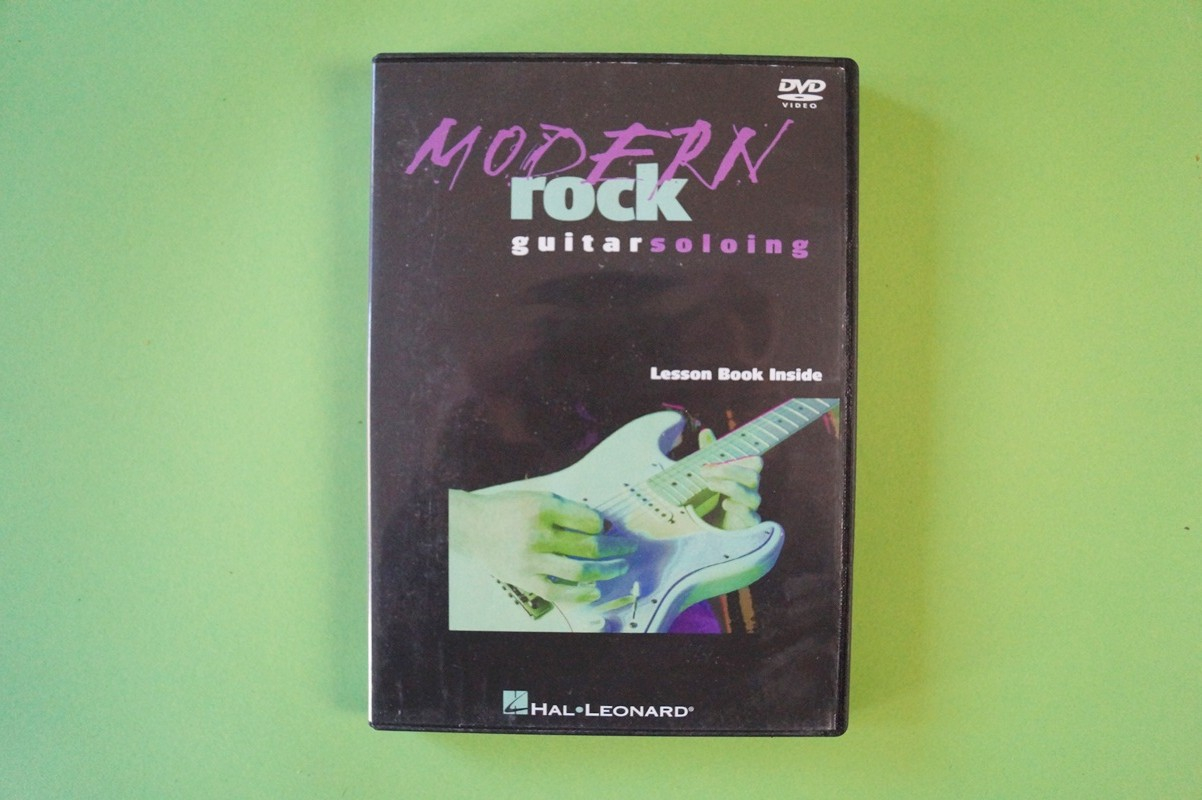 DVD
VIDEO
MODERN
rock
guitarsoloing
Lesson Book Inside
HAL•LEONARD®